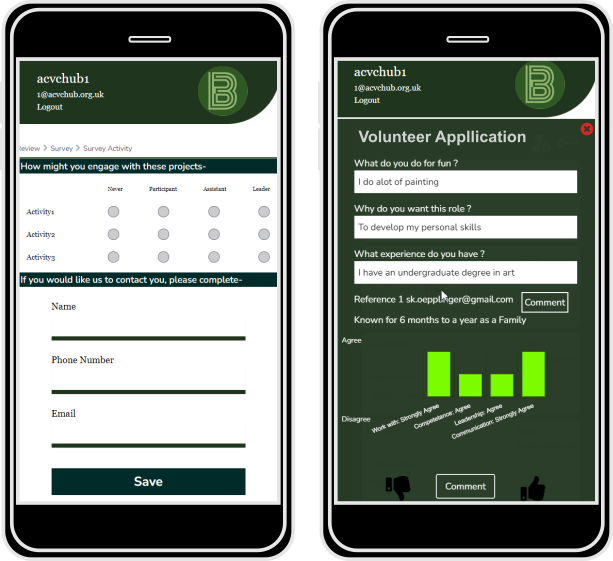 acvchub1
1@acvchub.org.uk
Logout
Review > Survey > Survey Activity
How might you engage with these projects-
Never Participant Assistant Leader
Activity1
Activity2
Activity3
If you would like us to contact you, please complete-
Name
Phone Number
Email
Save
acvchub1
1@acvchub.org.uk
Logout
Volunteer Appllication
What do you do for fun ?
I do alot of painting
Why do you want this role ?
To develop my personal skills
What experience do you have ?
I have an undergraduate degree in art
Reference 1 sk.oepplinger@gmail.com
Comment
Known for 6 months to a year as a Family
Agree
Disagree
Work with: Strongly Agree
Competetance: Agree
Leadership: Agree
Communication: Strongly Agree
Comment